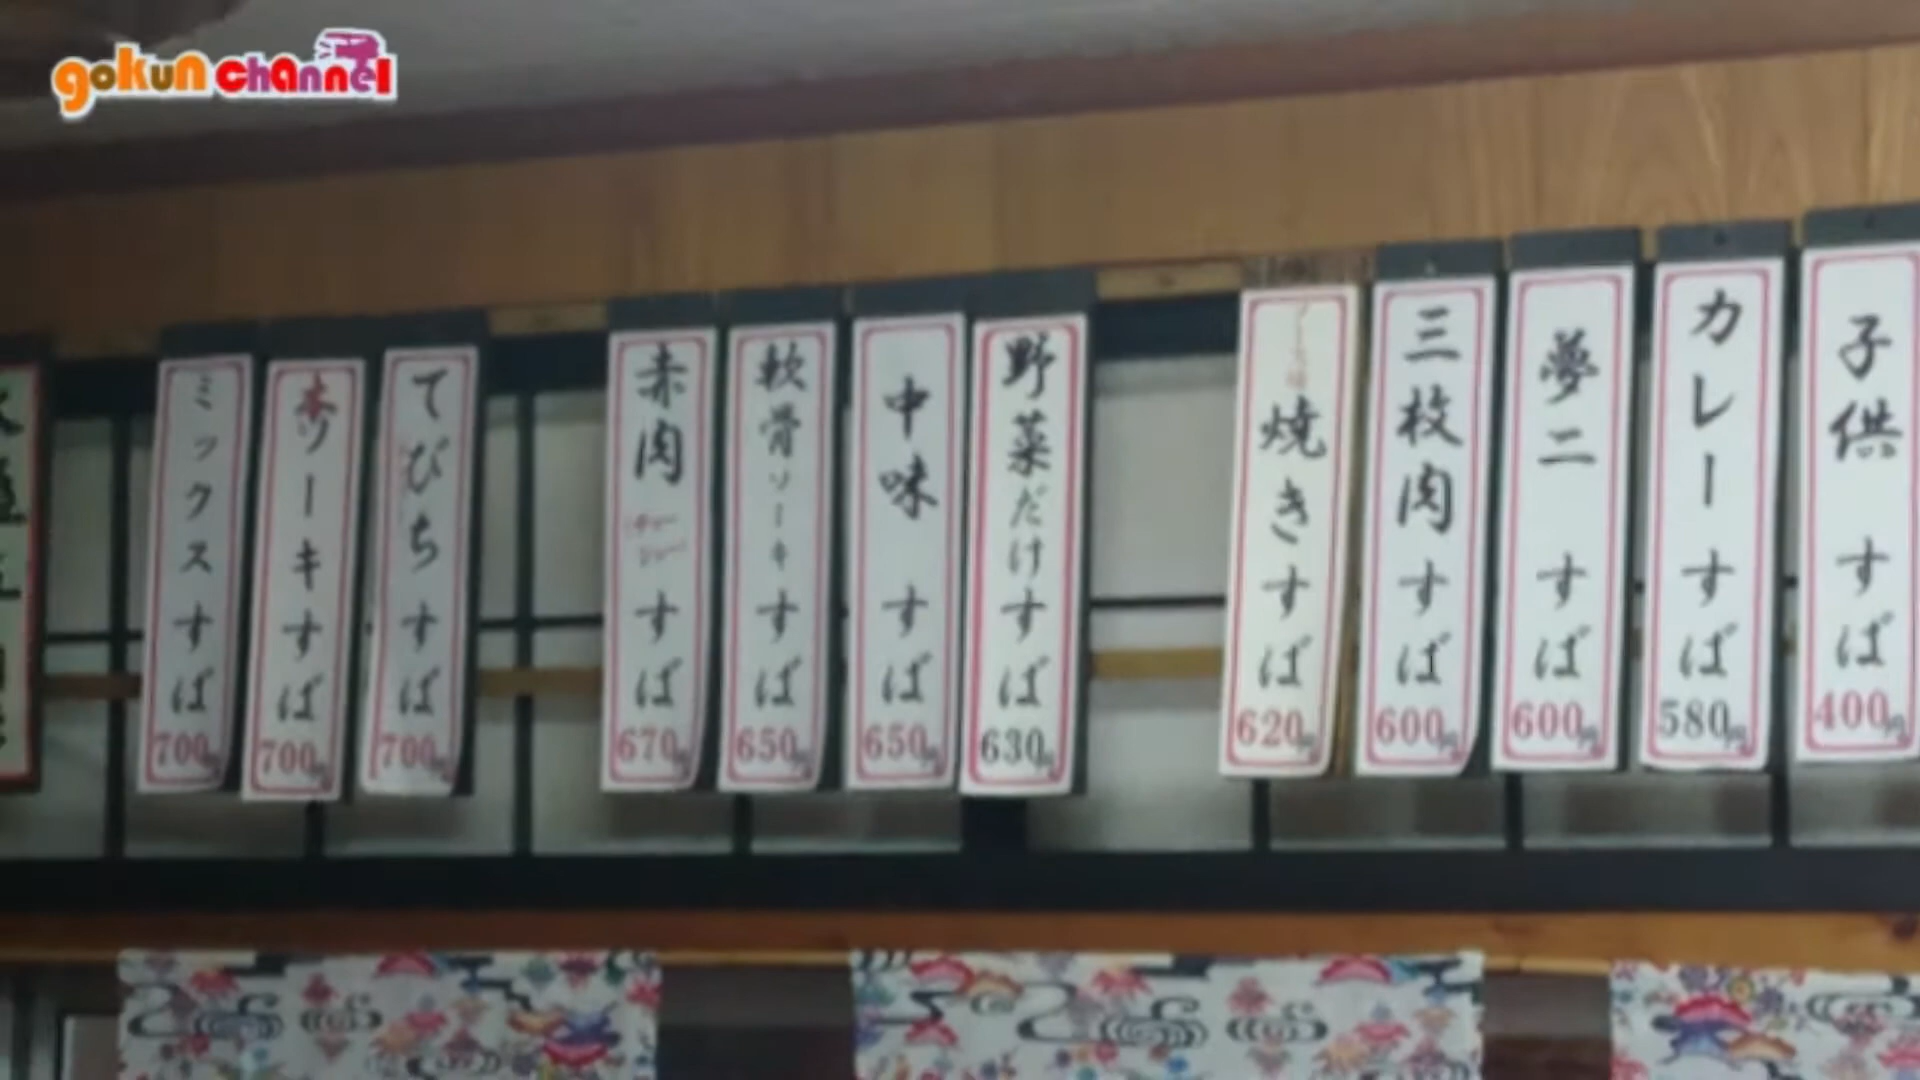 gokun channel
ミックスすば
700円
本ソーキすば
700円
てびちすば
700円
赤肉すば
670円
軟骨ソーキすば
650円
中味すば
650円
野菜だけすば
630円
焼きすば
620円
三枚肉すば
600円
夢二すば
600円
カレーすば
580円
子供すば
400円